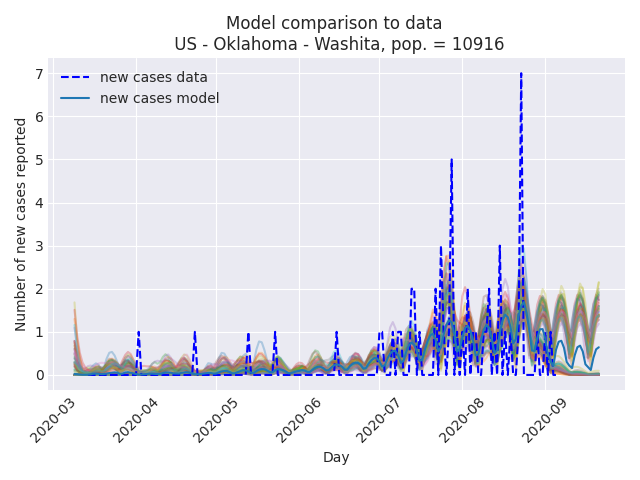 Model comparison to data
US - Oklahoma - Washita, pop. = 10916
new cases data
new cases model
Number of new cases reported
7
6
5
4
3
2
1
0
2020-03
2020-04
2020-05
2020-06
2020-07
2020-08
2020-09
Day